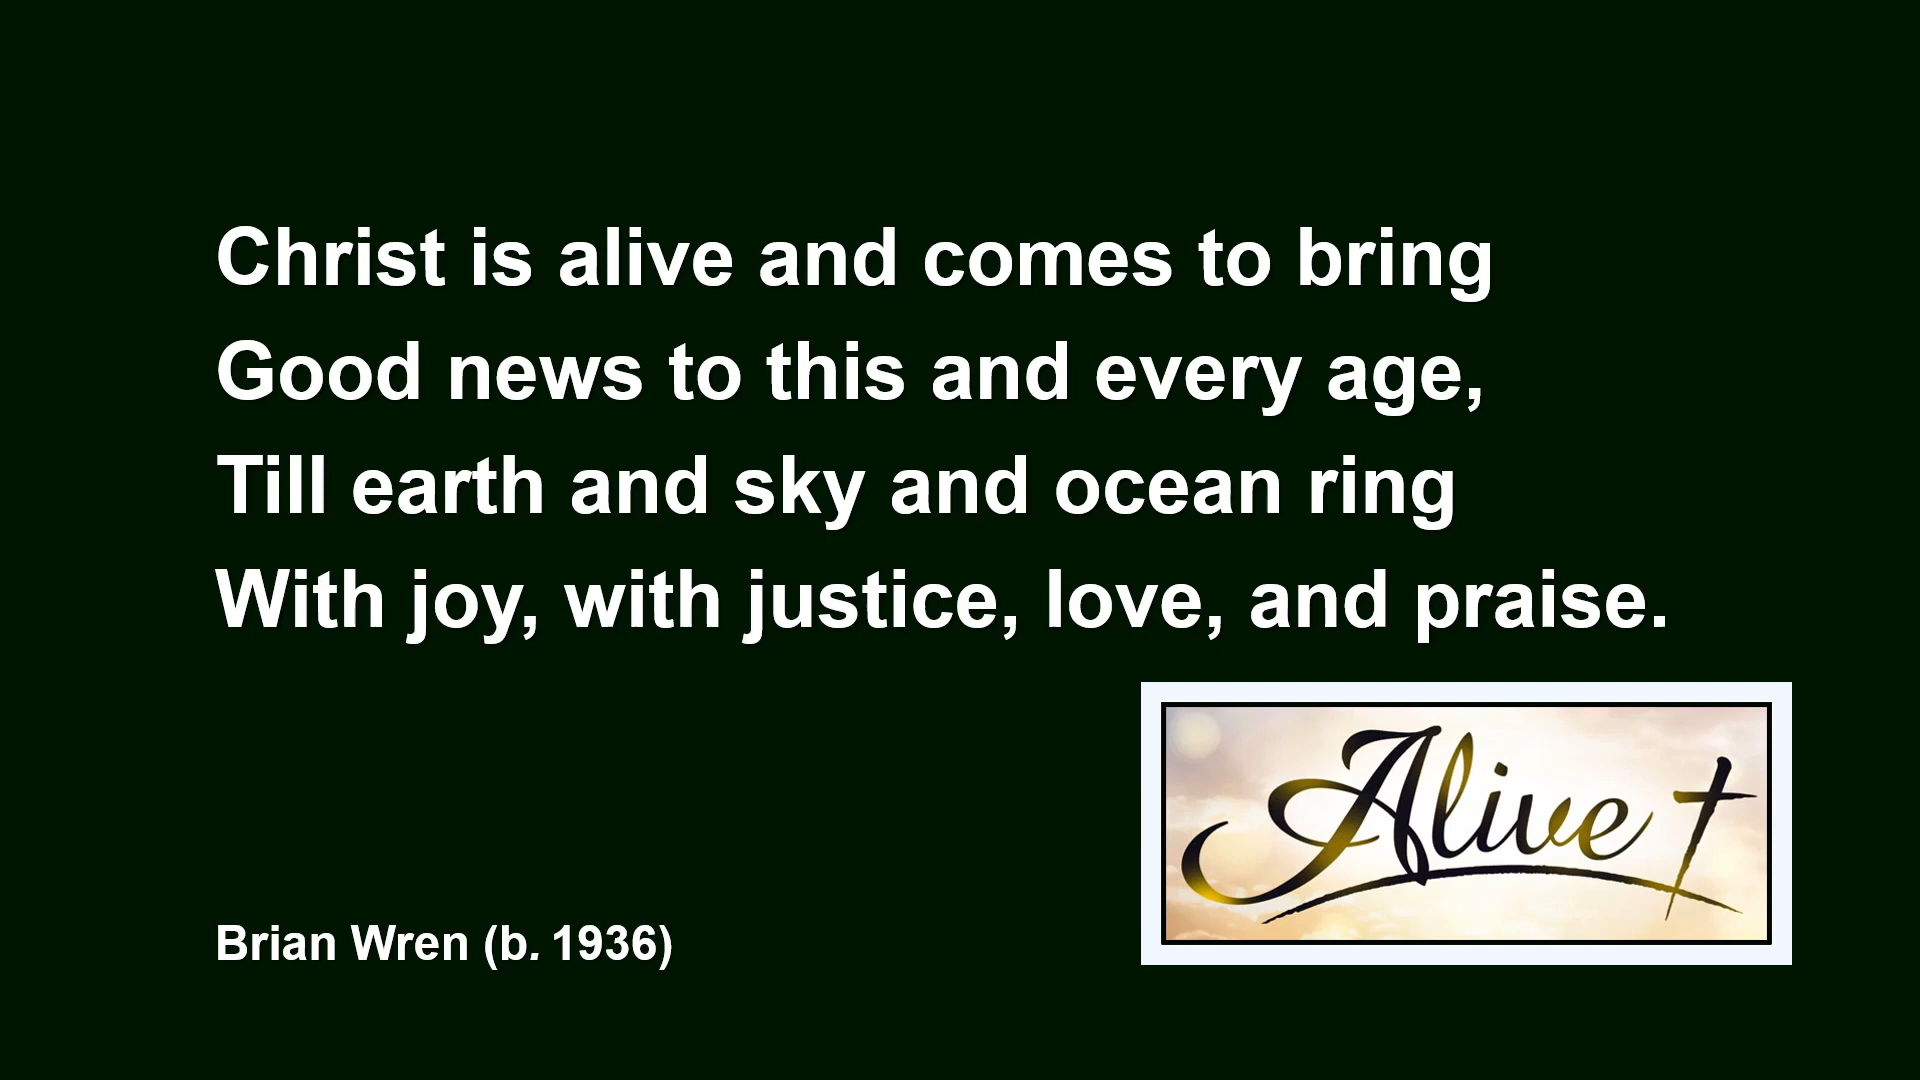 Christ is alive and comes to bring
Good news to this and every age,
Till earth and sky and ocean ring
With joy, with justice, love, and praise.
Alive
Brian Wren (b. 1936)